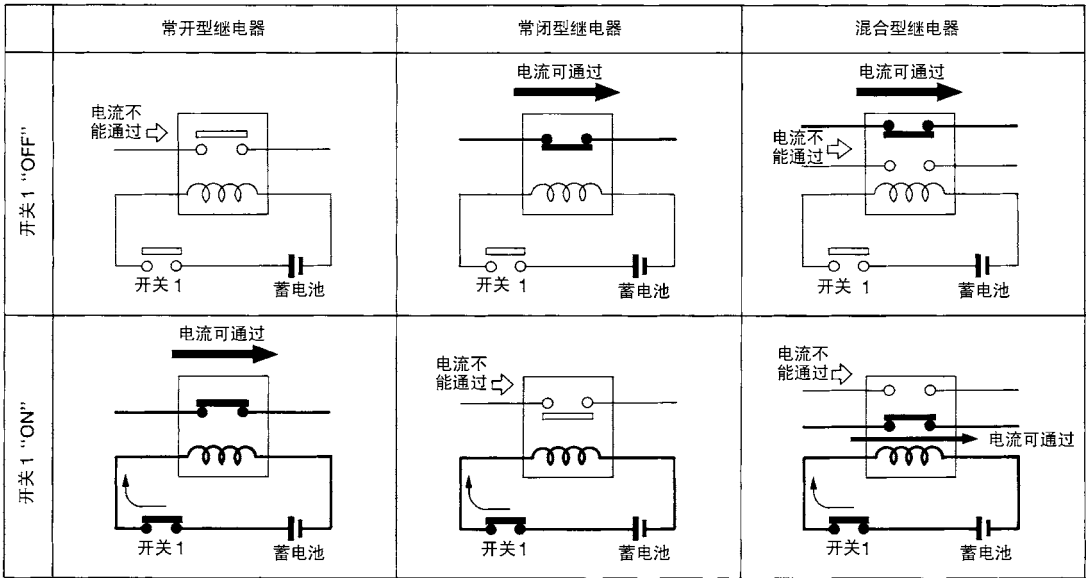 常开型继电器
常闭型继电器
混合型继电器
开关1“OFF”
电流不
能通过
开关 1
蓄电池
电流可通过
开关 1
蓄电池
电流可通过
电流不
能通过
开关 1
蓄电池
开关1“ON”
电流可通过
开关1
蓄电池
电流不
能通过
开关1
蓄电池
电流不
能通过
电流可通过
开关1
蓄电池